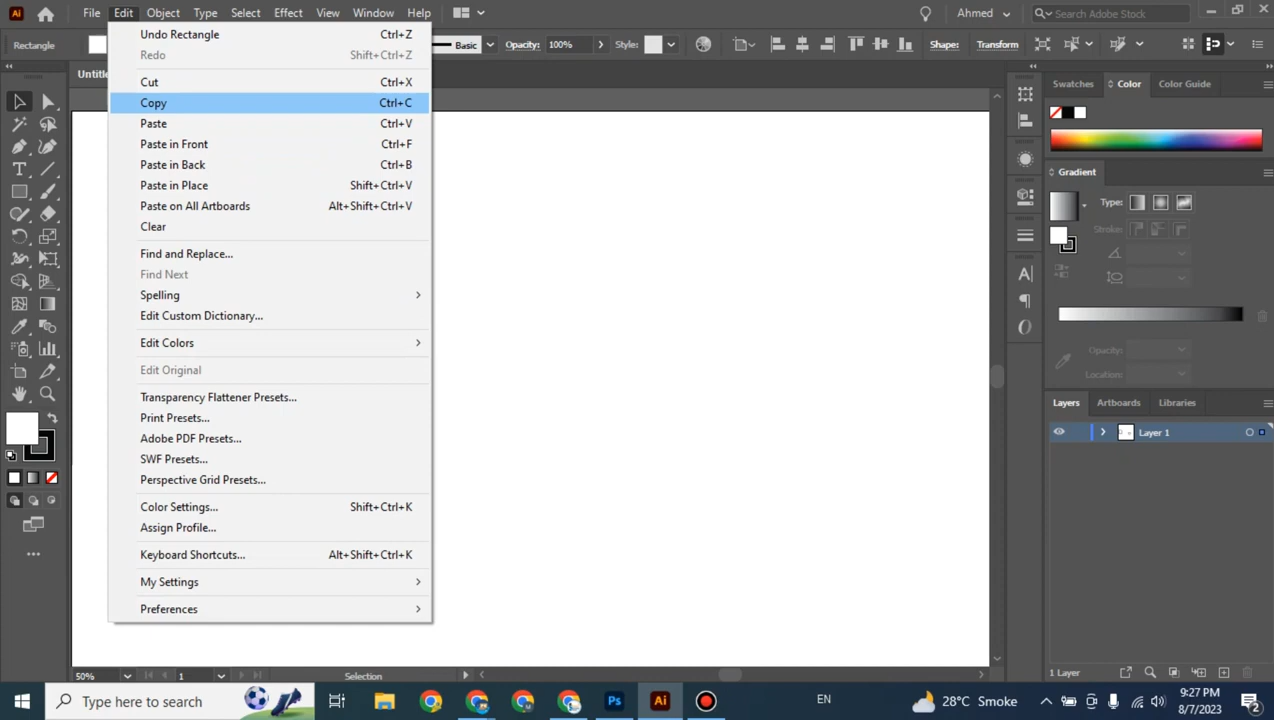 Ai File Edit Object Type Select Effect View Window Help Ahmed Search Adobe Stock
Rectangle Basic Opacity: 100% Style: Shape: Transform
Untitle
Undo Rectangle Ctrl+Z
Redo Shift+Ctrl+Z
Cut Ctrl+X
Copy Ctrl+C
Paste Ctrl+V
Paste in Front Ctrl+F
Paste in Back Ctrl+B
Paste in Place Shift+Ctrl+V
Paste on All Artboards Alt+Shift+Ctrl+V
Clear
Find and Replace...
Find Next
Spelling
Edit Custom Dictionary...
Edit Colors
Edit Original
Transparency Flattener Presets...
Print Presets...
Adobe PDF Presets...
SWF Presets...
Perspective Grid Presets...
Color Settings... Shift+Ctrl+K
Assign Profile...
Keyboard Shortcuts... Alt+Shift+Ctrl+K
My Settings
Preferences
Swatches Color Color Guide
Gradient
Type:
Stroke:
Opacity:
Location:
Layers Artboards Libraries
Layer 1
1 Layer
50% 1 Selection
Type here to search Ps Ai EN 28°C Smoke 9:27 PM
8/7/2023 2